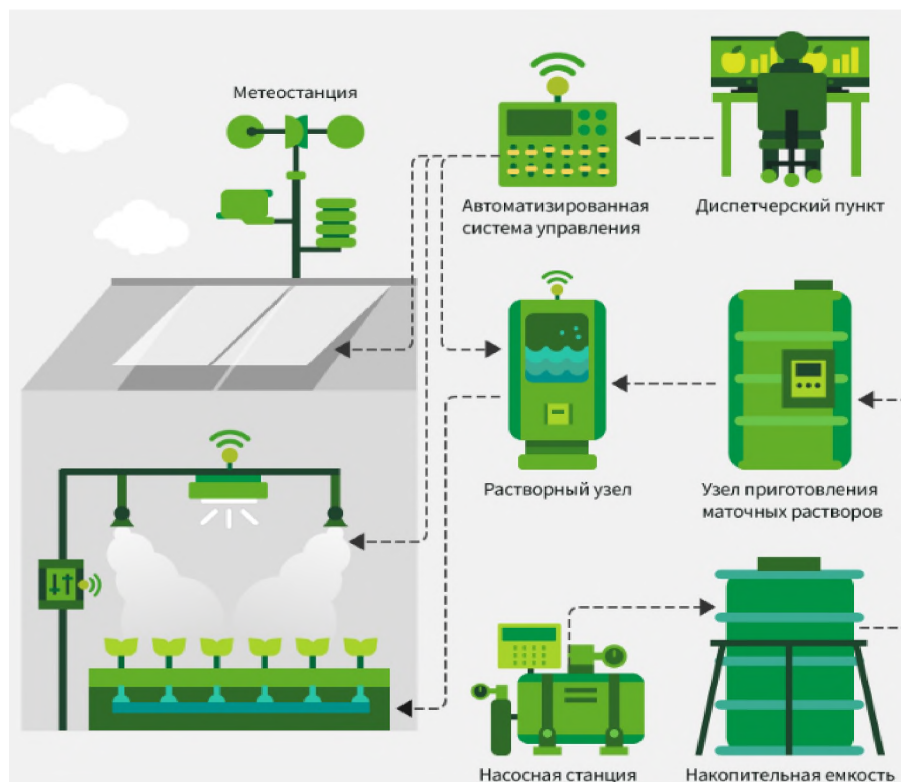 Метеостанция
Автоматизированная
система управления
Диспетчерский пункт
Растворный узел
Узел приготовления
маточных растворов
Насосная станция
Накопительная емкость